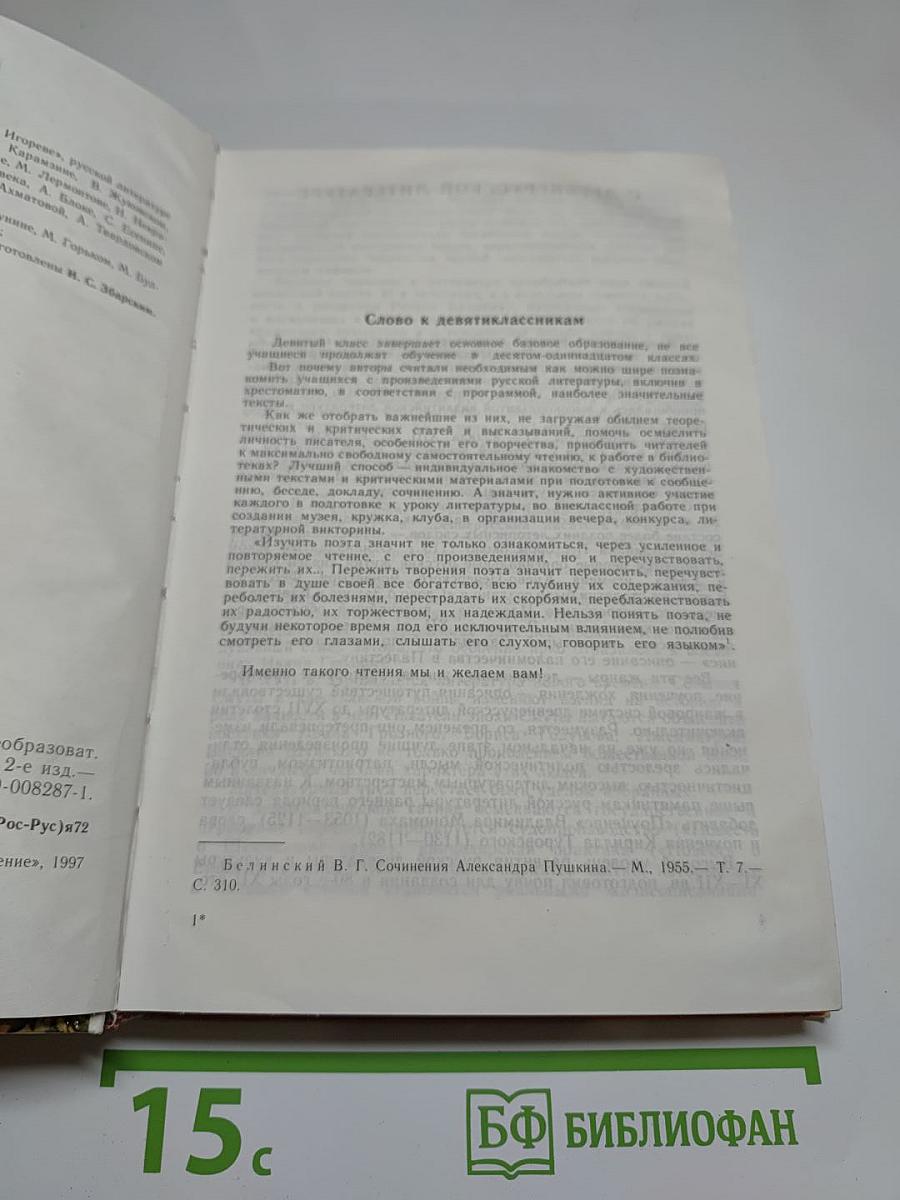 Игореве», русской литературе
Карамзине, В. Жуковском,
е, М. Лермонтове, Н. Некра-
века, А. Блоке, С. Есенине,
Ахматовой, А. Твардовском
унине, М. Горьком, М. Бул-
готовлены И. С. Збарским.
еобразоват.
2-е изд.—
9-008287-1.
Рос-Рус)я72
ение», 1997
Слово к девятиклассникам
Девятый класс завершает основное базовое образование, не все
учащиеся продолжат обучение в десятом-одиннадцатом классах.
Вот почему авторы считали необходимым как можно шире позна-
комить учащихся с произведениями русской литературы, включив в
хрестоматию, в соответствии с программой, наиболее значительные
тексты.
Как же отобрать важнейшие из них, не загружая обилием теоре-
тических и критических статей и высказываний, помочь осмыслить
личность писателя, особенности его творчества, приобщить читателей
к максимально свободному самостоятельному чтению, к работе в библио-
теках? Лучший способ — индивидуальное знакомство с художествен-
ными текстами и критическими материалами при подготовке к сообще-
нию, беседе, докладу, сочинению. А значит, нужно активное участие
каждого в подготовке к уроку литературы, во внеклассной работе при
создании музея, кружка, клуба, в организации вечера, конкурса, ли-
тературной викторины.
«Изучить поэта значит не только ознакомиться, через усиленное и
повторяемое чтение, с его произведениями, но и перечувствовать,
пережить их... Пережить творения поэта значит переносить, перечувст-
вовать в душе своей все богатство, всю глубину их содержания, пе-
реболеть их болезнями, перестрадать их скорбями, переблаженствовать
их радостью, их торжеством, их надеждами. Нельзя понять поэта, не
будучи некоторое время под его исключительным влиянием, не полюбив
смотреть его глазами, слышать его слухом, говорить его языком»¹.
Именно такого чтения мы и желаем вам!
¹ Белинский В. Г. Сочинения Александра Пушкина.— М., 1955.— Т. 7.—
С. 310.
1*
15 с
БФ БИБЛИОФАН